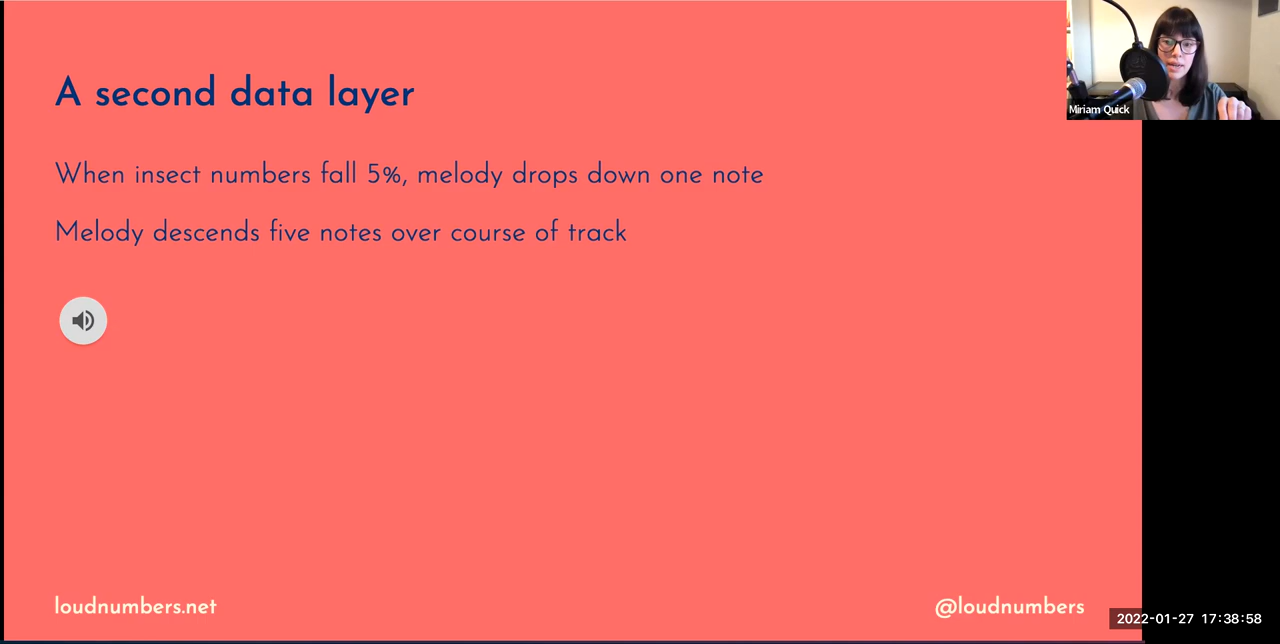 A second data layer
Miriam Quick
When insect numbers fall 5%, melody drops down one note
Melody descends five notes over course of track
loudnumbers.net
@loudnumbers
2022-01-27 17:38:58